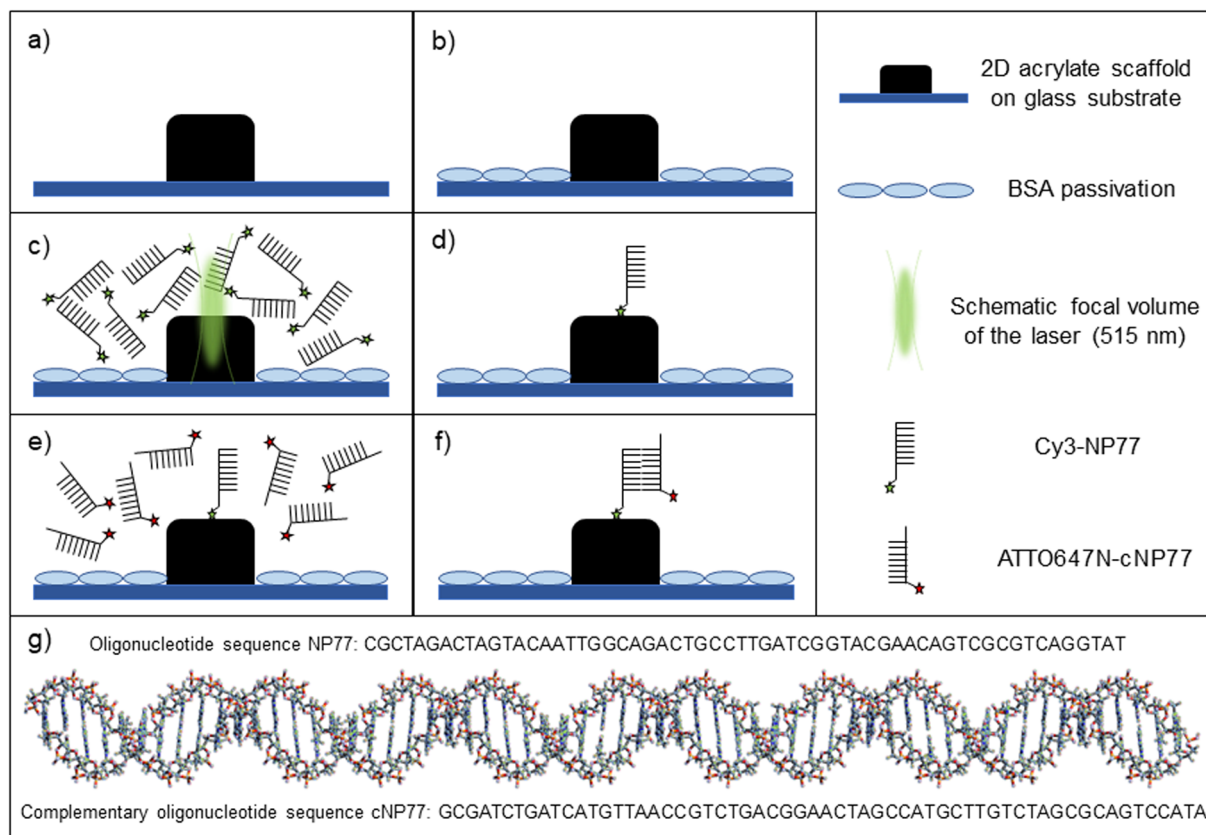 a)
b)
2D acrylate scaffold
on glass substrate
BSA passivation
c)
d)
Schematic focal volume
of the laser (515 nm)
e)
f)
Cy3-NP77
ATTO647N-cNP77
g)
Oligonucleotide sequence NP77: CGCTAGACTAGTACAATTGGCAGACTGCCTTGATCGGTACGAACAGTCGCGTCAGGTAT
Complementary oligonucleotide sequence cNP77: GCGATCTGATCATGTTAACCGTCTGACGGAACTAGCCATGCTTGTCTAGCGCAGTCCATA